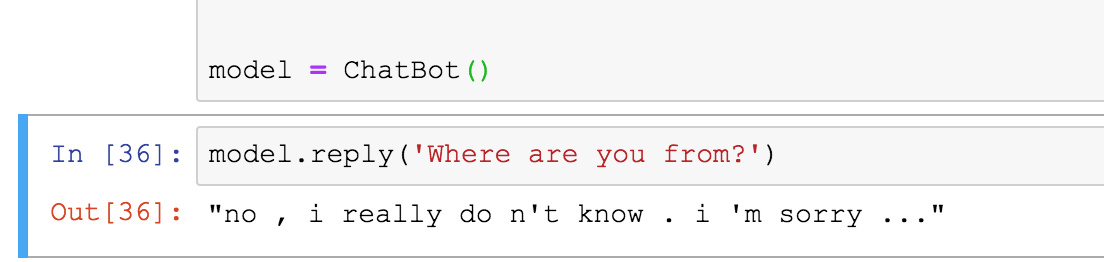 model = ChatBot()
In [36]: model.reply('Where are you from?')
Out[36]: "no , i really do n't know . i 'm sorry ..."